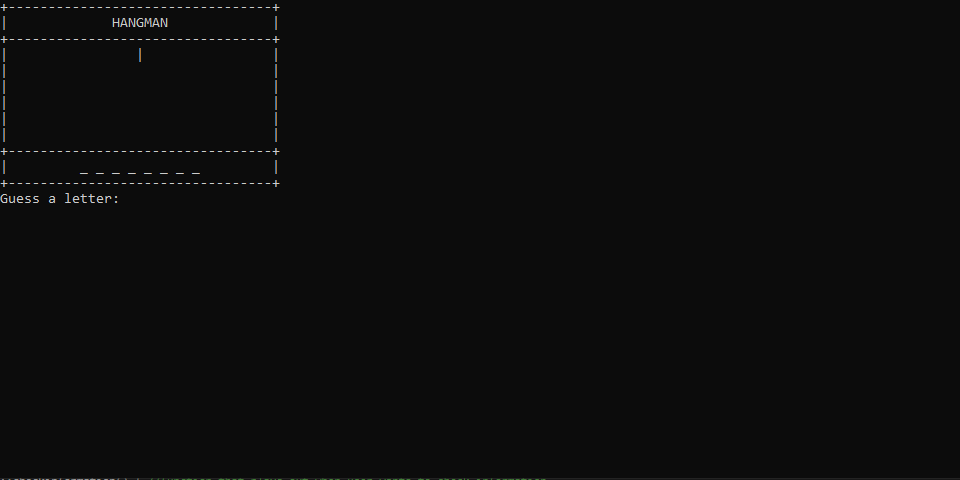 +---------------------------------+
|             HANGMAN             |
+---------------------------------+
|                |                |
|                                 |
|                                 |
|                                 |
|                                 |
|                                 |
+---------------------------------+
|         _ _ _ _ _ _ _ _         |
+---------------------------------+
Guess a letter: